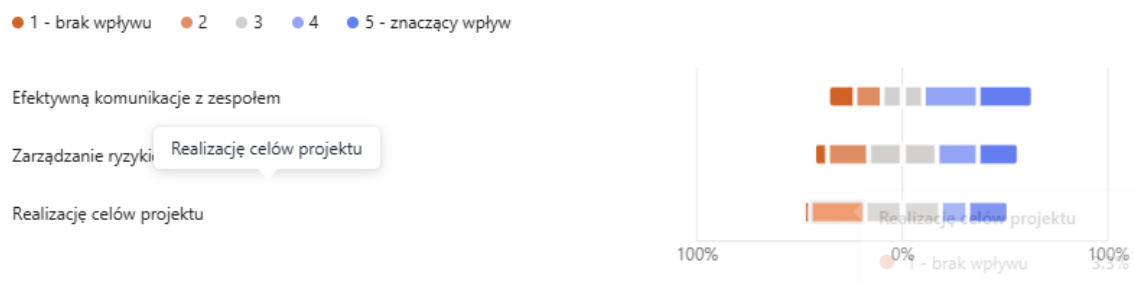 1 - brak wpływu 2 3 4 5 - znaczący wpływ
Efektywną komunikacje z zespołem
Zarządzanie
Realizację celów projektu
Realizację celów projektu
Realizację celów projektu
100% 0% 100%
1 - brak wpływu 3.3%